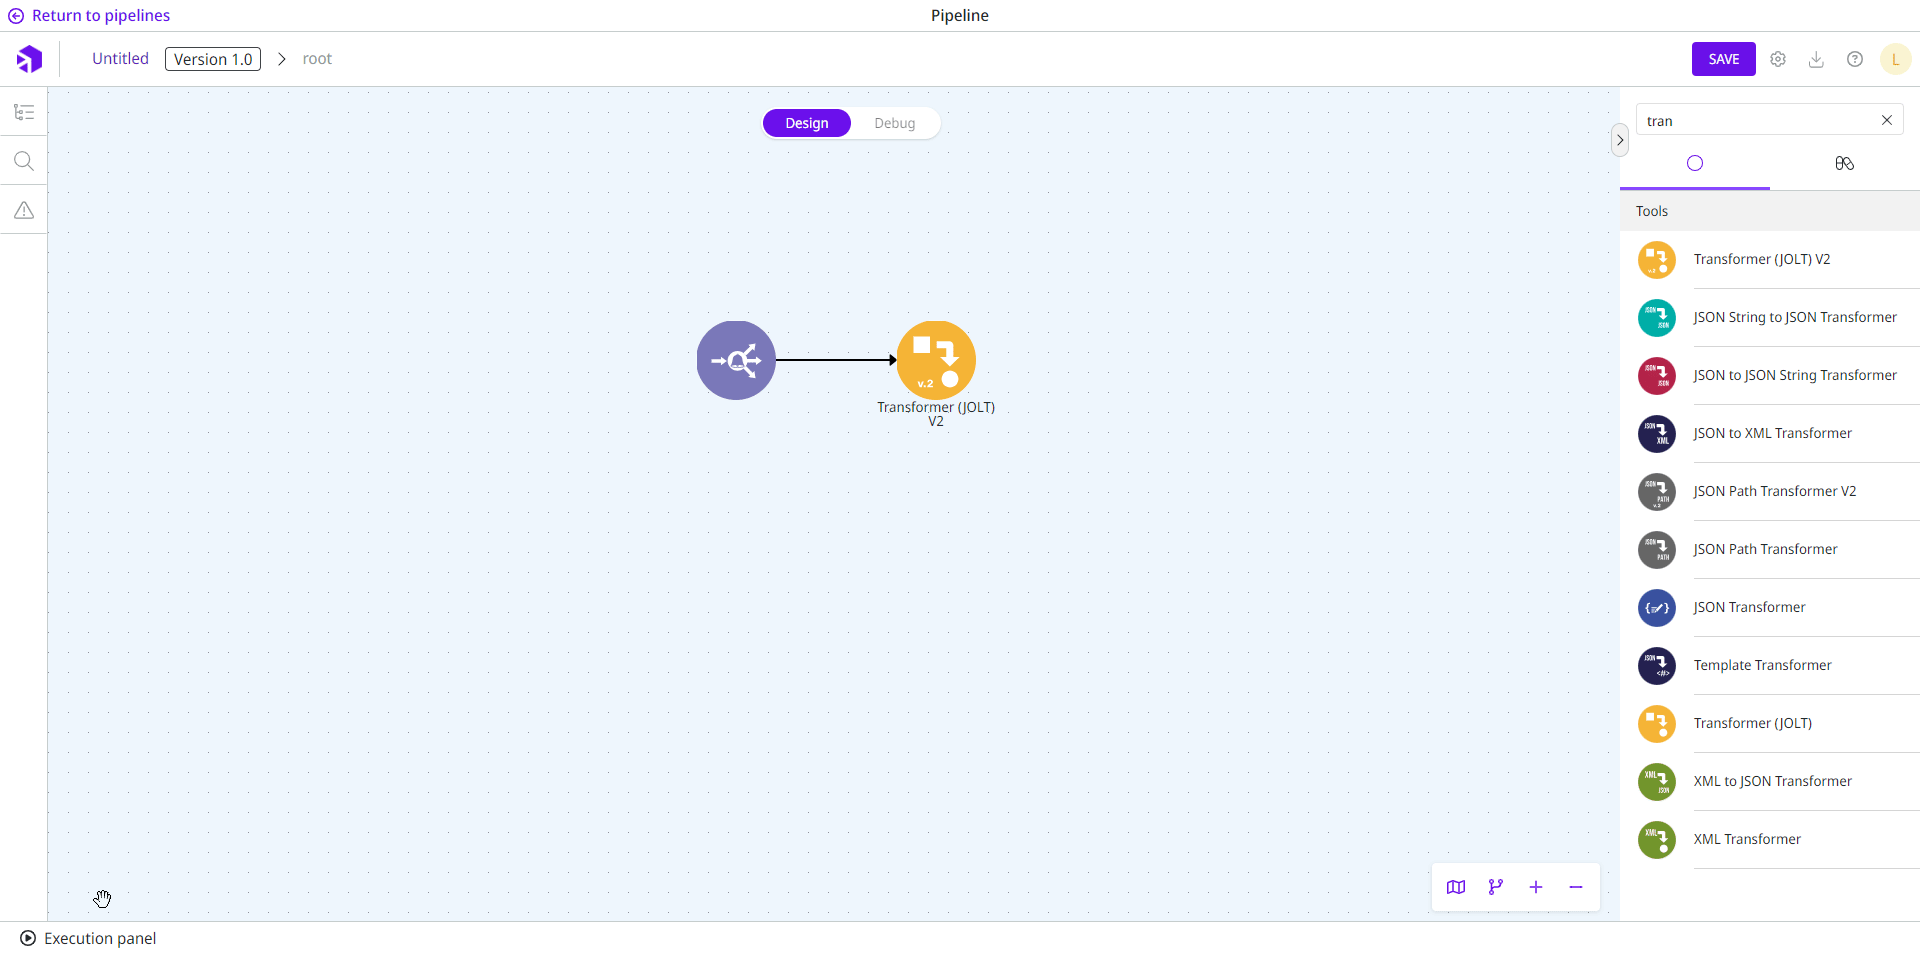 Return to pipelines
Pipeline
Untitled
Version 1.0
root
SAVE
L
Design
Debug
tran
Tools
Transformer (JOLT) V2
JSON String to JSON Transformer
JSON to JSON String Transformer
JSON to XML Transformer
JSON Path Transformer V2
JSON Path Transformer
JSON Transformer
Template Transformer
Transformer (JOLT)
XML to JSON Transformer
XML Transformer
v.2
Transformer (JOLT)
V2
Execution panel